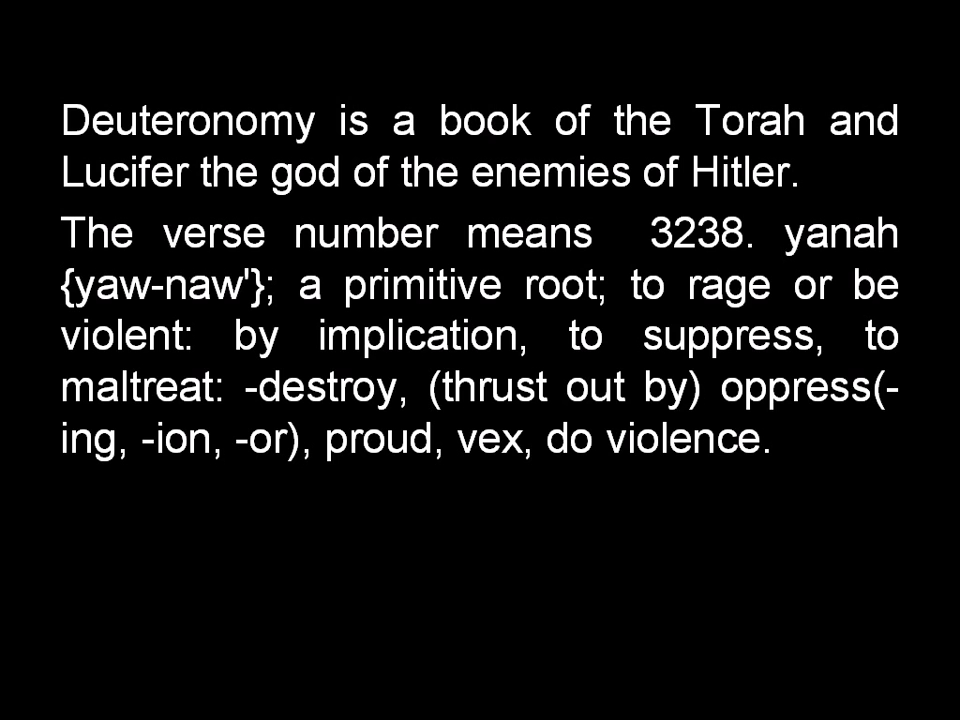 Deuteronomy is a book of the Torah and
Lucifer the god of the enemies of Hitler.
The verse number means 3238. yanah
{yaw-naw'}; a primitive root; to rage or be
violent: by implication, to suppress, to
maltreat: -destroy, (thrust out by) oppress(-
ing, -ion, -or), proud, vex, do violence.